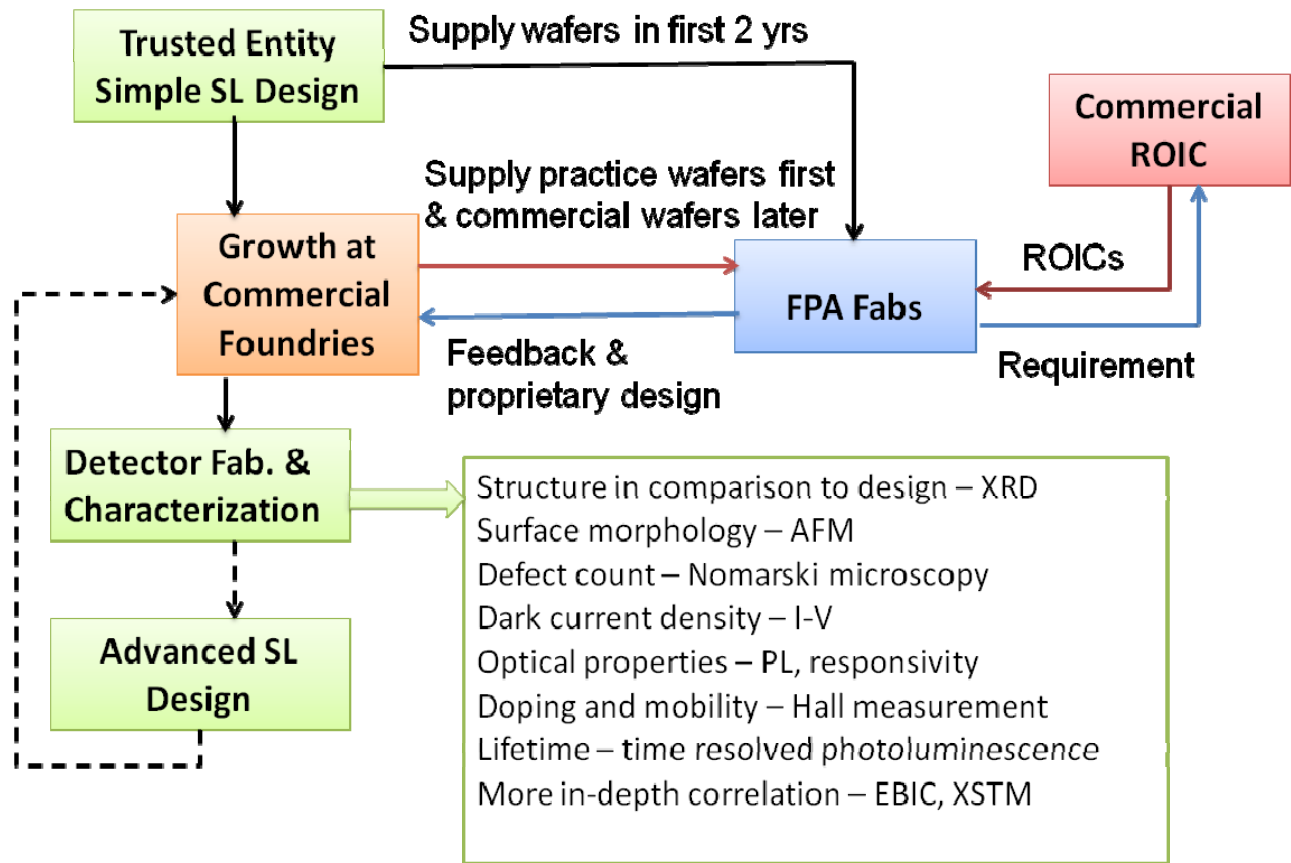 Trusted Entity
Simple SL Design
Supply wafers in first 2 yrs
Commercial
ROIC
Supply practice wafers first
& commercial wafers later
Growth at
Commercial
Foundries
FPA Fabs
ROICs
Requirement
Feedback &
proprietary design
Detector Fab. &
Characterization
Structure in comparison to design – XRD
Surface morphology – AFM
Defect count – Nomarski microscopy
Dark current density – I-V
Optical properties – PL, responsivity
Doping and mobility – Hall measurement
Lifetime – time resolved photoluminescence
More in-depth correlation – EBIC, XSTM
Advanced SL
Design